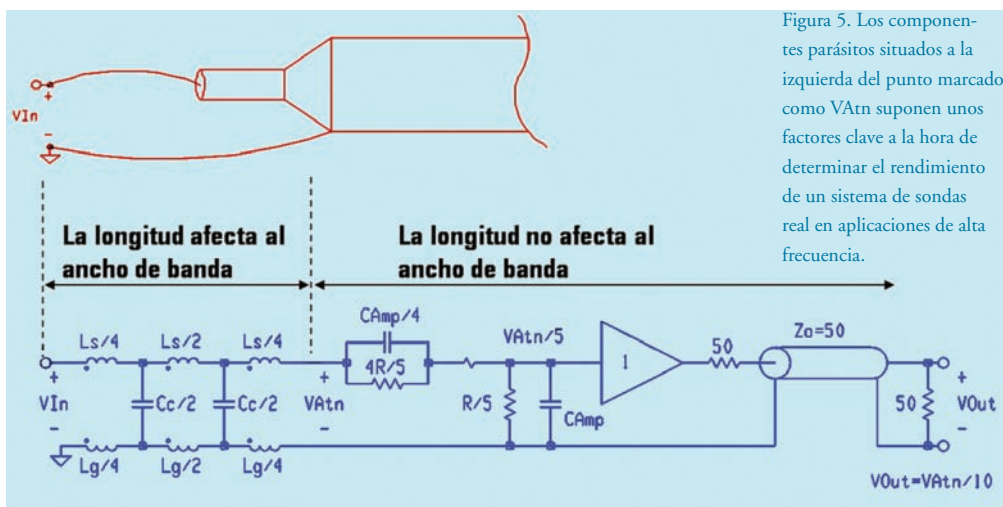 Figura 5. Los componen-
tes parásitos situados a la
izquierda del punto marcado
como VAtn suponen unos
factores clave a la hora de
determinar el rendimiento
de un sistema de sondas
real en aplicaciones de alta
frecuencia.
+
VIn
-
La longitud afecta al
ancho de banda
La longitud no afecta al
ancho de banda
CAmp/4
Ls/4 Ls/2 Ls/4
4R/5
VAtn/5
1
50
Zo=50
+
VIn
-
Cc/2
Cc/2
+
VAtn
-
R/5
CAmp
50
+
VOut
-
Lg/4 Lg/2 Lg/4
VOut=VAtn/10